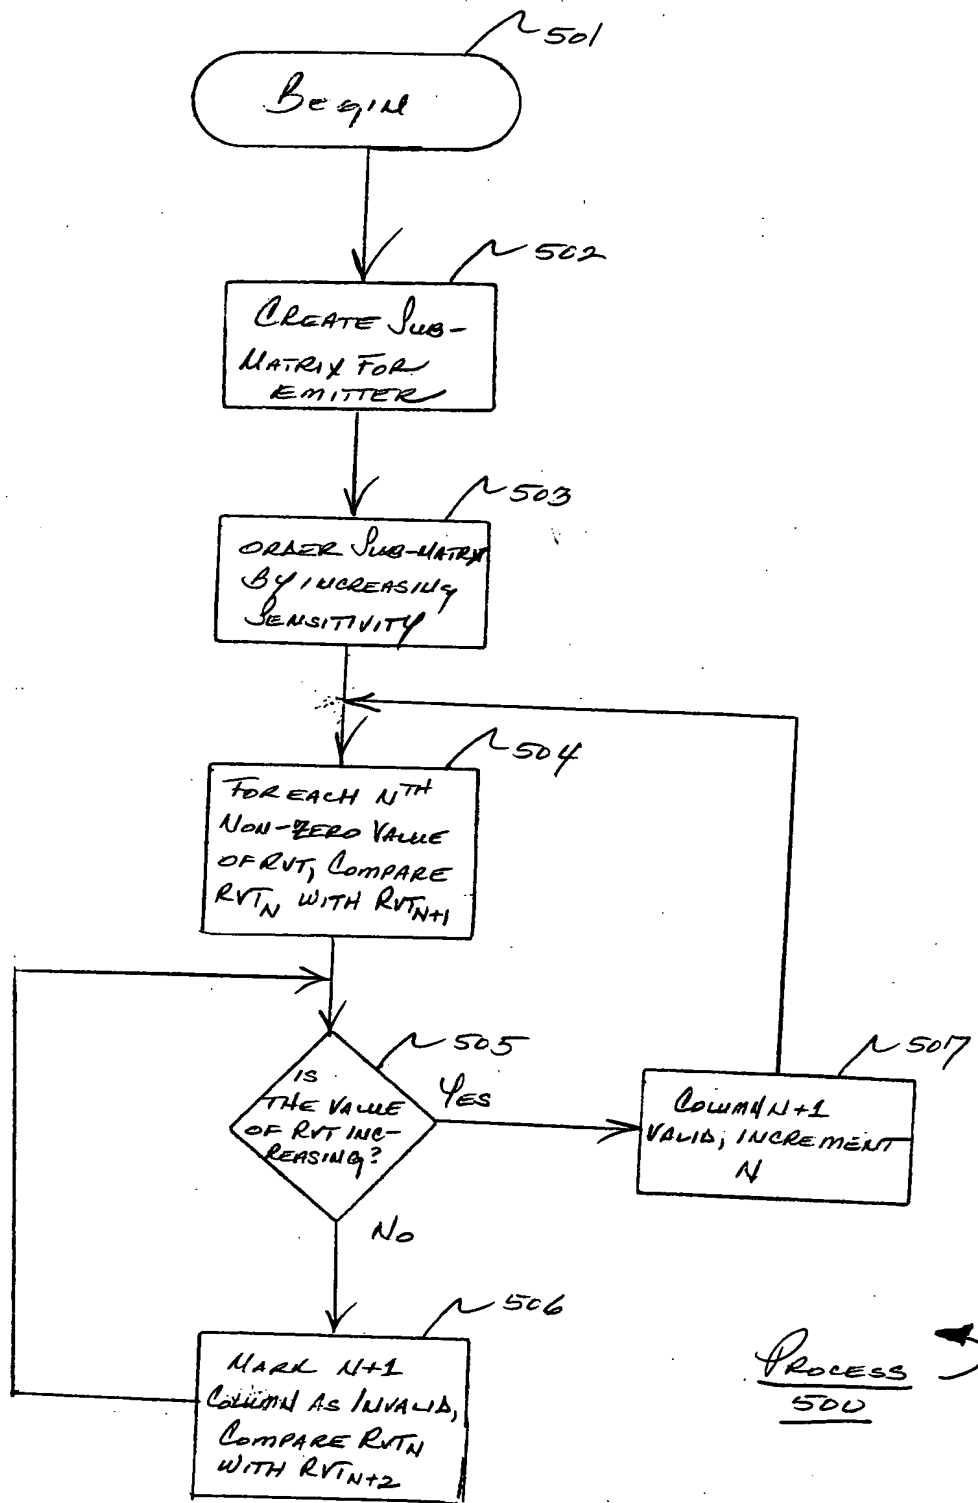 501
Begin
502
CREATE SUB-
MATRIX FOR
EMITTER
503
ORDER SUB-MATRIX
BY INCREASING
SENSITIVITY
504
FOR EACH NTH
NON-ZERO VALUE
OF RVT, COMPARE
RVTN WITH RVTN+1
505
IS
THE VALUE
OF RVT INC-
REASING?
YES
507
COLUMN N+1
VALID, INCREMENT
N
NO
506
MARK N+1
COLUMN AS INVALID,
COMPARE RVTN
WITH RVTN+2
PROCESS
500